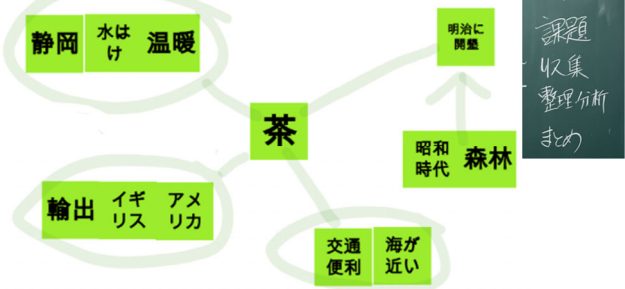 静岡
水は
け
温暖
明治に
開墾
茶
昭和
時代
森林
輸出
イギ
リス
アメ
リカ
交通
便利
海が
近い
課題
収集
整理分析
まとめ